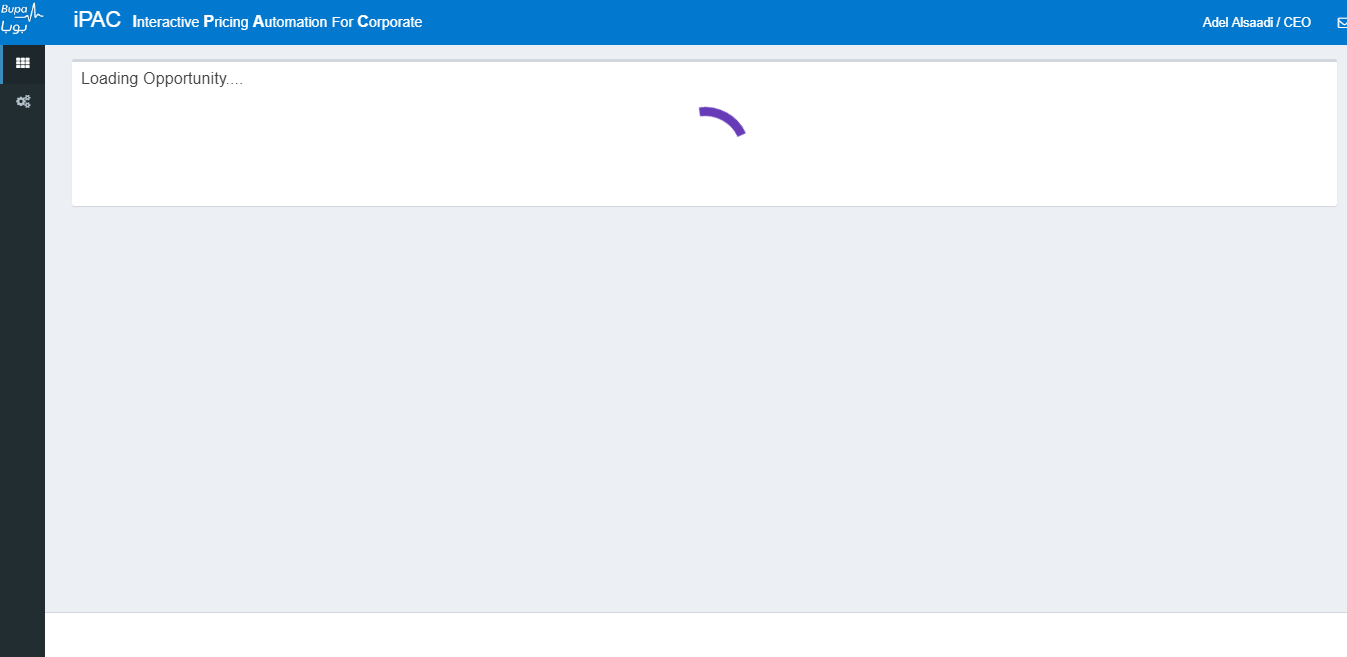 Bupa
بوبا
iPAC Interactive Pricing Automation For Corporate
Adel Alsaadi / CEO
Loading Opportunity....